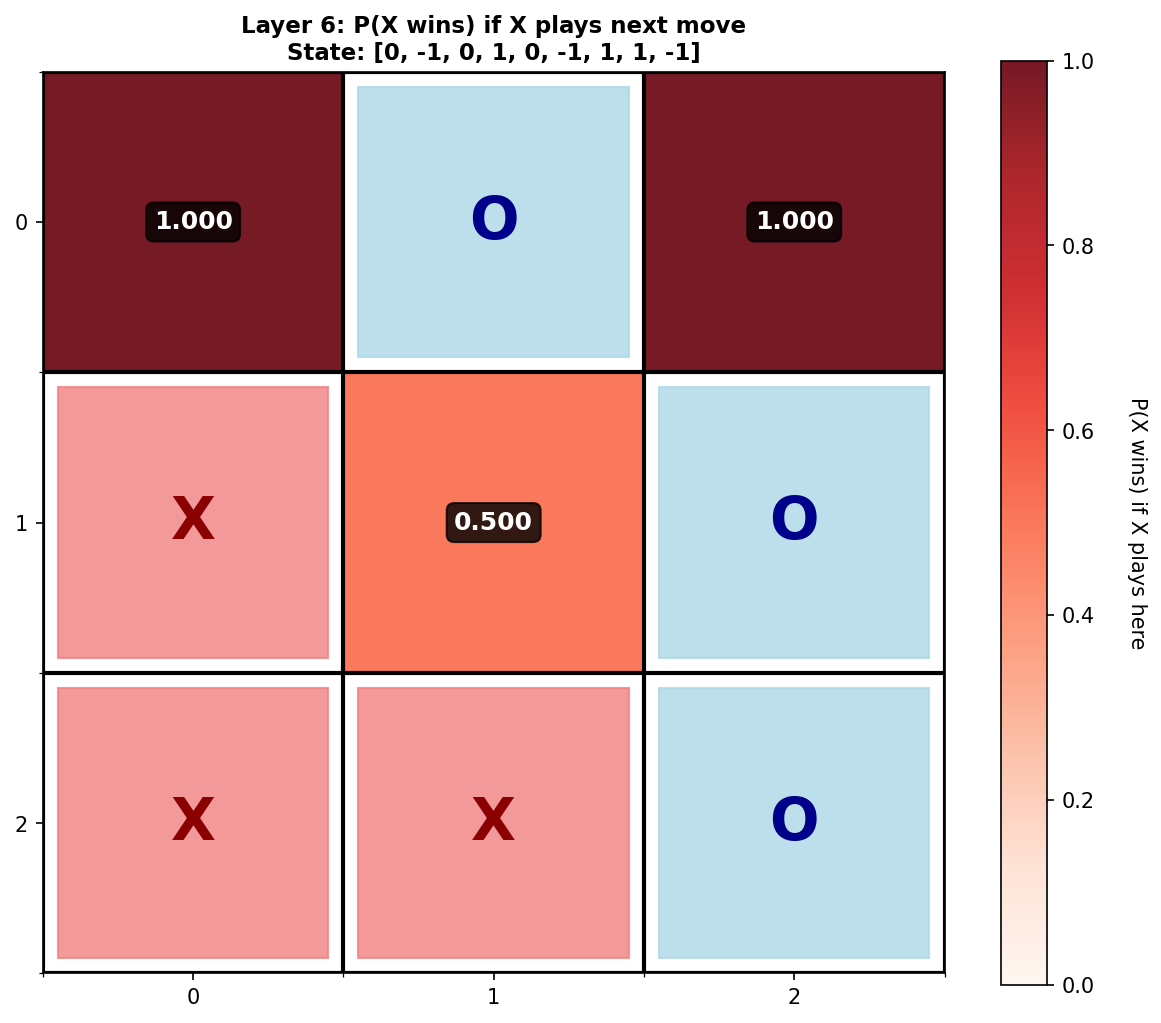 Layer 6: P(X wins) if X plays next move
State: [0, -1, 0, 1, 0, -1, 1, 1, -1]
1.000 O 1.000
X 0.500 O
X X O
0
1
2
0 1 2
1.0
0.8
0.6
0.4
0.2
0.0
P(X wins) if X plays here